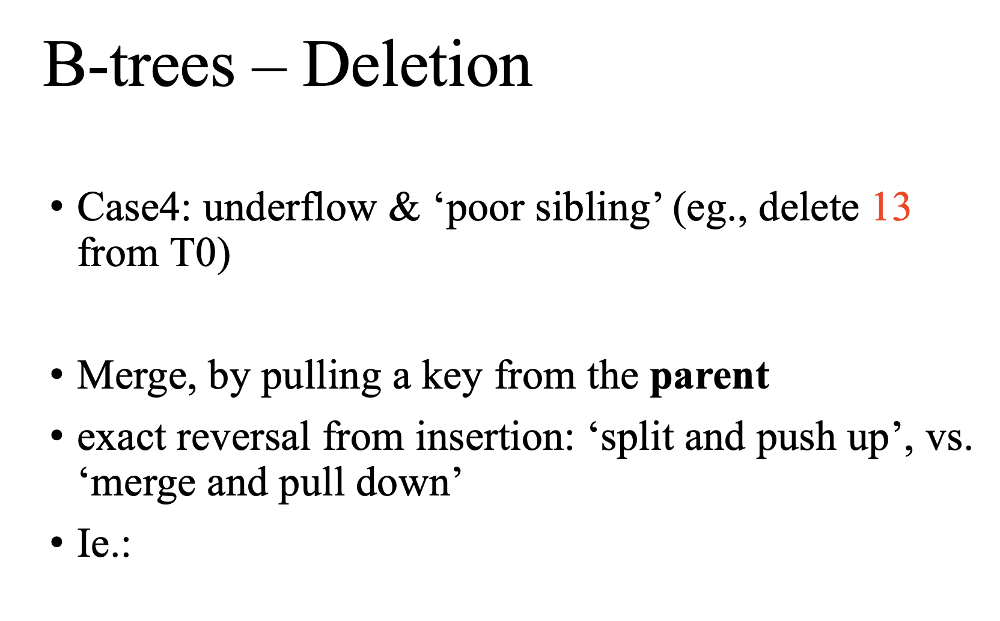 B-trees – Deletion
• Case4: underflow & ‘poor sibling’ (eg., delete 13
from T0)
• Merge, by pulling a key from the parent
• exact reversal from insertion: ‘split and push up’, vs.
‘merge and pull down’
• Ie.: